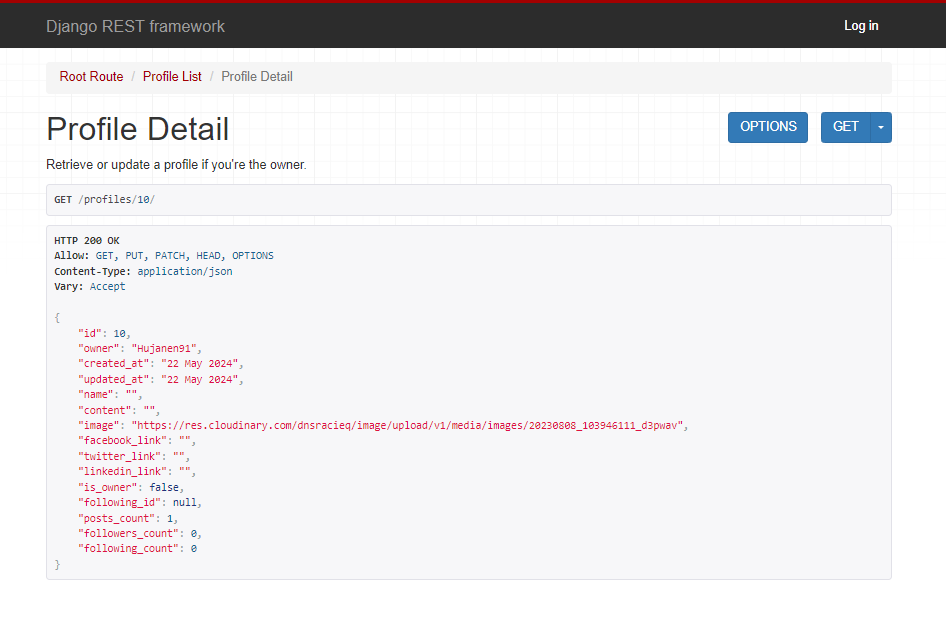 Django REST framework
Log in
Root Route / Profile List / Profile Detail
Profile Detail
OPTIONS
GET
Retrieve or update a profile if you're the owner.
GET /profiles/10/
HTTP 200 OK
Allow: GET, PUT, PATCH, HEAD, OPTIONS
Content-Type: application/json
Vary: Accept
{
    "id": 10,
    "owner": "Hujanen91",
    "created_at": "22 May 2024",
    "updated_at": "22 May 2024",
    "name": "",
    "content": "",
    "image": "https://res.cloudinary.com/dnsracieq/image/upload/v1/media/images/20230808_103946111_d3pwav",
    "facebook_link": "",
    "twitter_link": "",
    "linkedin_link": "",
    "is_owner": false,
    "following_id": null,
    "posts_count": 1,
    "followers_count": 0,
    "following_count": 0
}